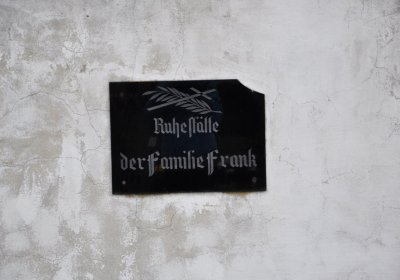 Ruhestätte
der Familie Frank